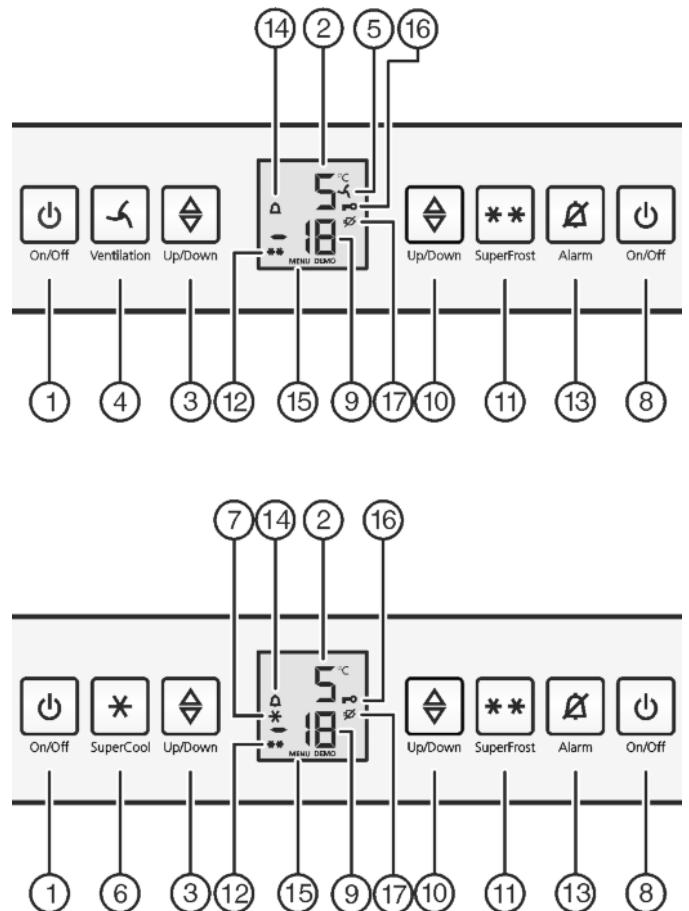 14 2 5 16
5 °C
18
MENU DEMO
On/Off Ventilation Up/Down Up/Down SuperFrost Alarm On/Off
1 4 3 12 15 9 17 10 11 13 8
7 14 2 16
5 °C
18
MENU DEMO
On/Off SuperCool Up/Down Up/Down SuperFrost Alarm On/Off
1 6 3 12 15 9 17 10 11 13 8